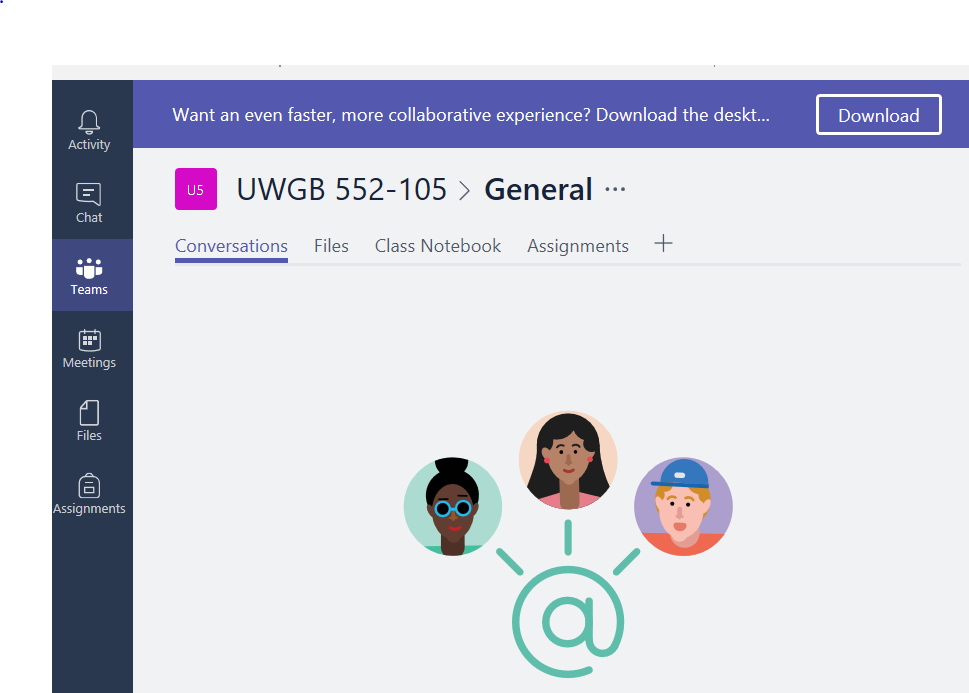 Want an even faster, more collaborative experience? Download the deskt...
Download
Activity
Chat
Teams
Meetings
Files
Assignments
U5
UWGB 552-105 > General ···
Conversations Files Class Notebook Assignments +
@